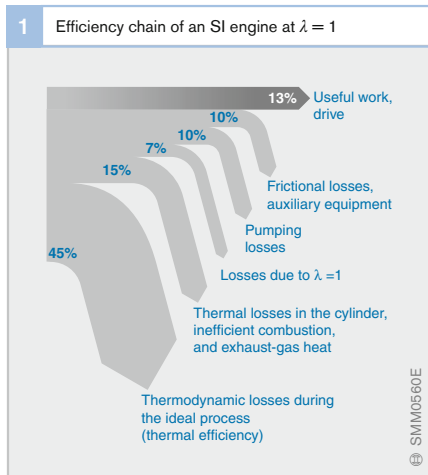 1 Efficiency chain of an SI engine at λ = 1
13% Useful work,
drive
10%
10%
7%
15%
45%
Frictional losses,
auxiliary equipment
Pumping
losses
Losses due to λ =1
Thermal losses in the cylinder,
inefficient combustion,
and exhaust-gas heat
Thermodynamic losses during
the ideal process
(thermal efficiency)
SMM0560E